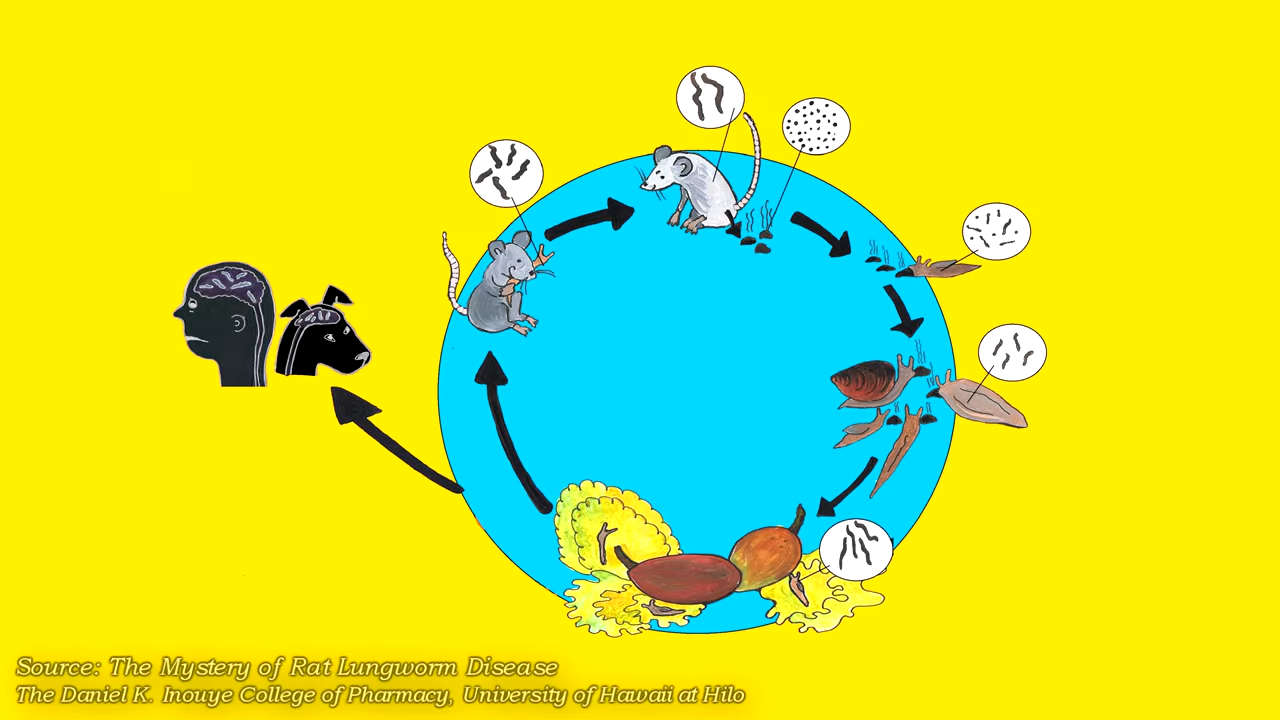 Source: The Mystery of Rat Lungworm Disease
The Daniel K. Inouye College of Pharmacy, University of Hawaii at Hilo